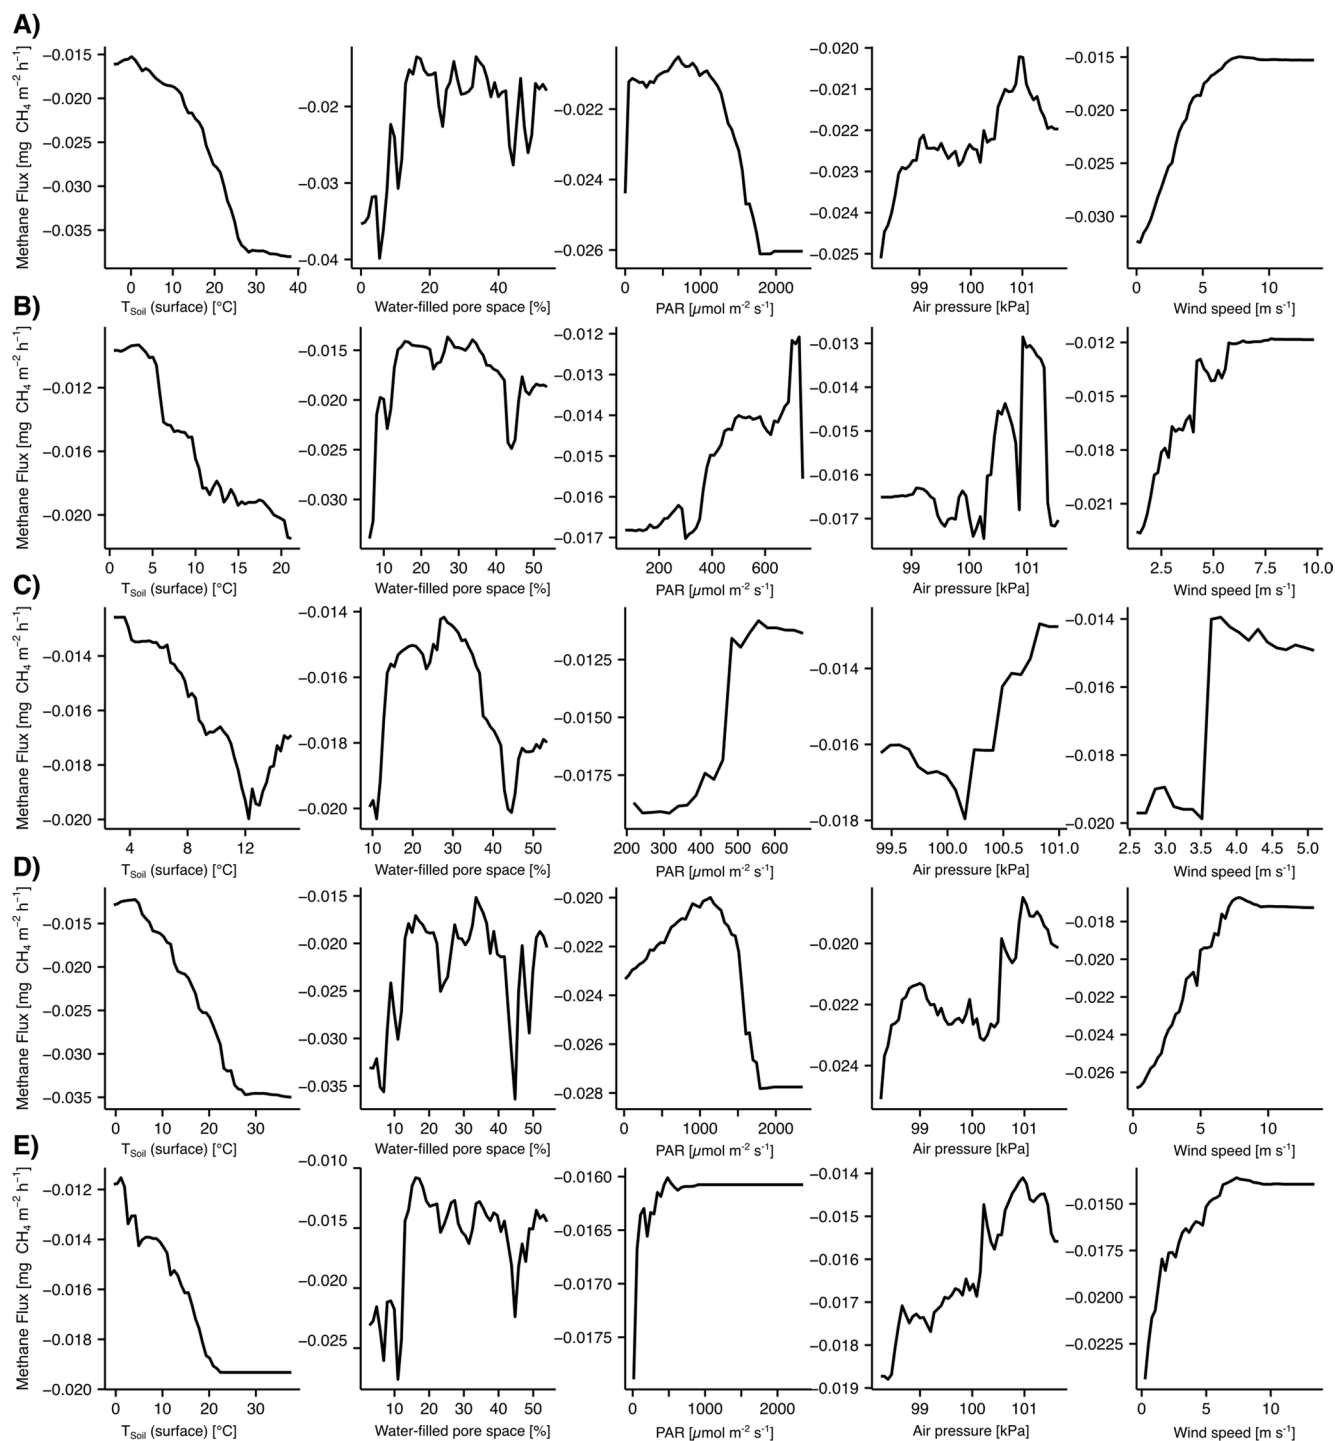 A)
Methane Flux [mg CH₄ m⁻² h⁻¹]
−0.015 −0.020 −0.025 −0.030 −0.035
0 10 20 30 40
T_Soil (surface) [°C]
−0.02 −0.03 −0.04
0 20 40
Water-filled pore space [%]
−0.022 −0.024 −0.026
0 1000 2000
PAR [µmol m⁻² s⁻¹]
−0.020 −0.021 −0.022 −0.023 −0.024 −0.025
99 100 101
Air pressure [kPa]
−0.015 −0.020 −0.025 −0.030
0 5 10
Wind speed [m s⁻¹]
B)
Methane Flux [mg CH₄ m⁻² h⁻¹]
−0.012 −0.016 −0.020
0 5 10 15 20
T_Soil (surface) [°C]
−0.015 −0.020 −0.025 −0.030
10 20 30 40 50
Water-filled pore space [%]
−0.012 −0.013 −0.014 −0.015 −0.016 −0.017
200 400 600
PAR [µmol m⁻² s⁻¹]
−0.013 −0.014 −0.015 −0.016 −0.017
99 100 101
Air pressure [kPa]
−0.012 −0.015 −0.018 −0.021
2.5 5.0 7.5 10.0
Wind speed [m s⁻¹]
C)
Methane Flux [mg CH₄ m⁻² h⁻¹]
−0.014 −0.016 −0.018 −0.020
4 8 12
T_Soil (surface) [°C]
−0.014 −0.016 −0.018 −0.020
10 20 30 40 50
Water-filled pore space [%]
−0.0125 −0.0150 −0.0175
200 300 400 500 600
PAR [µmol m⁻² s⁻¹]
−0.014 −0.016 −0.018
99.5 100.0 100.5 101.0
Air pressure [kPa]
−0.014 −0.016 −0.018 −0.020
2.5 3.0 3.5 4.0 4.5 5.0
Wind speed [m s⁻¹]
D)
Methane Flux [mg CH₄ m⁻² h⁻¹]
−0.015 −0.020 −0.025 −0.030 −0.035
0 10 20 30
T_Soil (surface) [°C]
−0.015 −0.020 −0.025 −0.030 −0.035
10 20 30 40 50
Water-filled pore space [%]
−0.020 −0.022 −0.024 −0.026 −0.028
0 1000 2000
PAR [µmol m⁻² s⁻¹]
−0.020 −0.022 −0.024
99 100 101
Air pressure [kPa]
−0.018 −0.020 −0.022 −0.024 −0.026
0 5 10
Wind speed [m s⁻¹]
E)
Methane Flux [mg CH₄ m⁻² h⁻¹]
−0.012 −0.014 −0.016 −0.018 −0.020
0 10 20 30
T_Soil (surface) [°C]
−0.010 −0.015 −0.020 −0.025
10 20 30 40 50
Water-filled pore space [%]
−0.0160 −0.0165 −0.0170 −0.0175
0 1000 2000
PAR [µmol m⁻² s⁻¹]
−0.014 −0.015 −0.016 −0.017 −0.018 −0.019
99 100 101
Air pressure [kPa]
−0.0150 −0.0175 −0.0200 −0.0225
0 5 10
Wind speed [m s⁻¹]